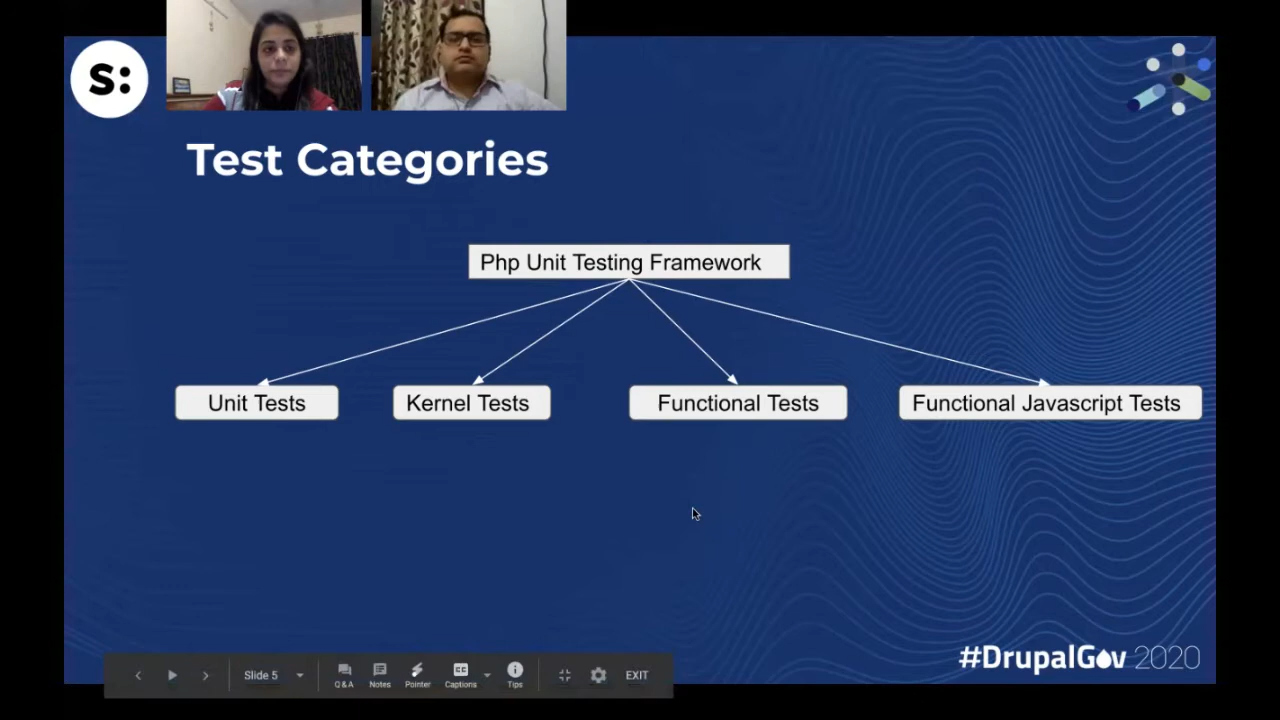 S:
Test Categories
Php Unit Testing Framework
Unit Tests
Kernel Tests
Functional Tests
Functional Javascript Tests
#DrupalGov 2020
Slide 5
Q & A
Notes
Pointer
CC
Captions
Tips
EXIT